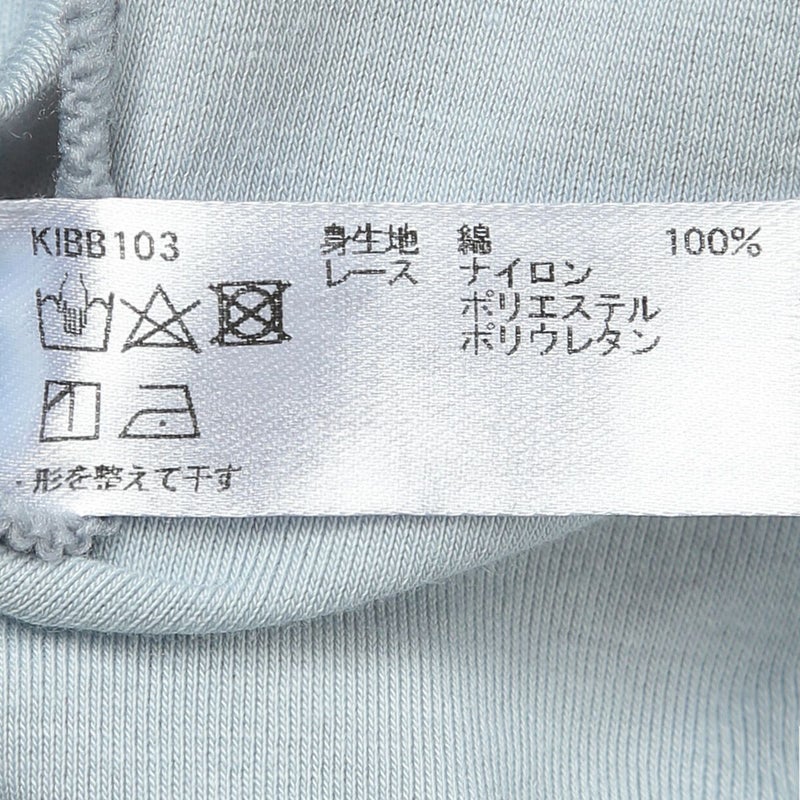 KIBB103 身生地 綿 100%
レース ナイロン
ポリエステル
ポリウレタン
・形を整えて干す